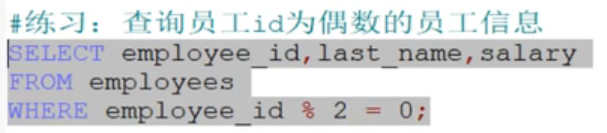 #练习：查询员工id为偶数的员工信息
SELECT employee_id,last_name,salary
FROM employees
WHERE employee_id % 2 = 0;